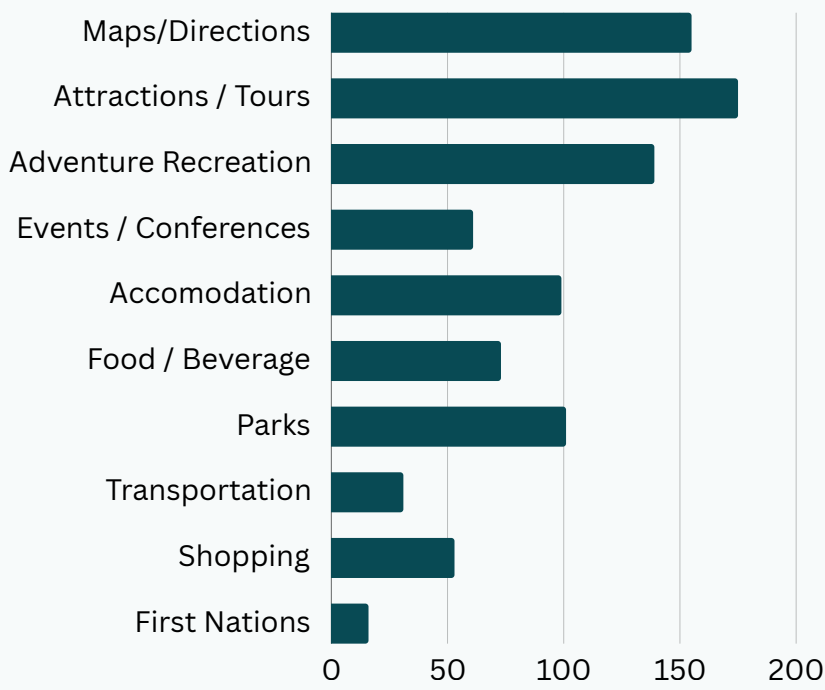 Maps/Directions
Attractions / Tours
Adventure Recreation
Events / Conferences
Accomodation
Food / Beverage
Parks
Transportation
Shopping
First Nations
0 50 100 150 200